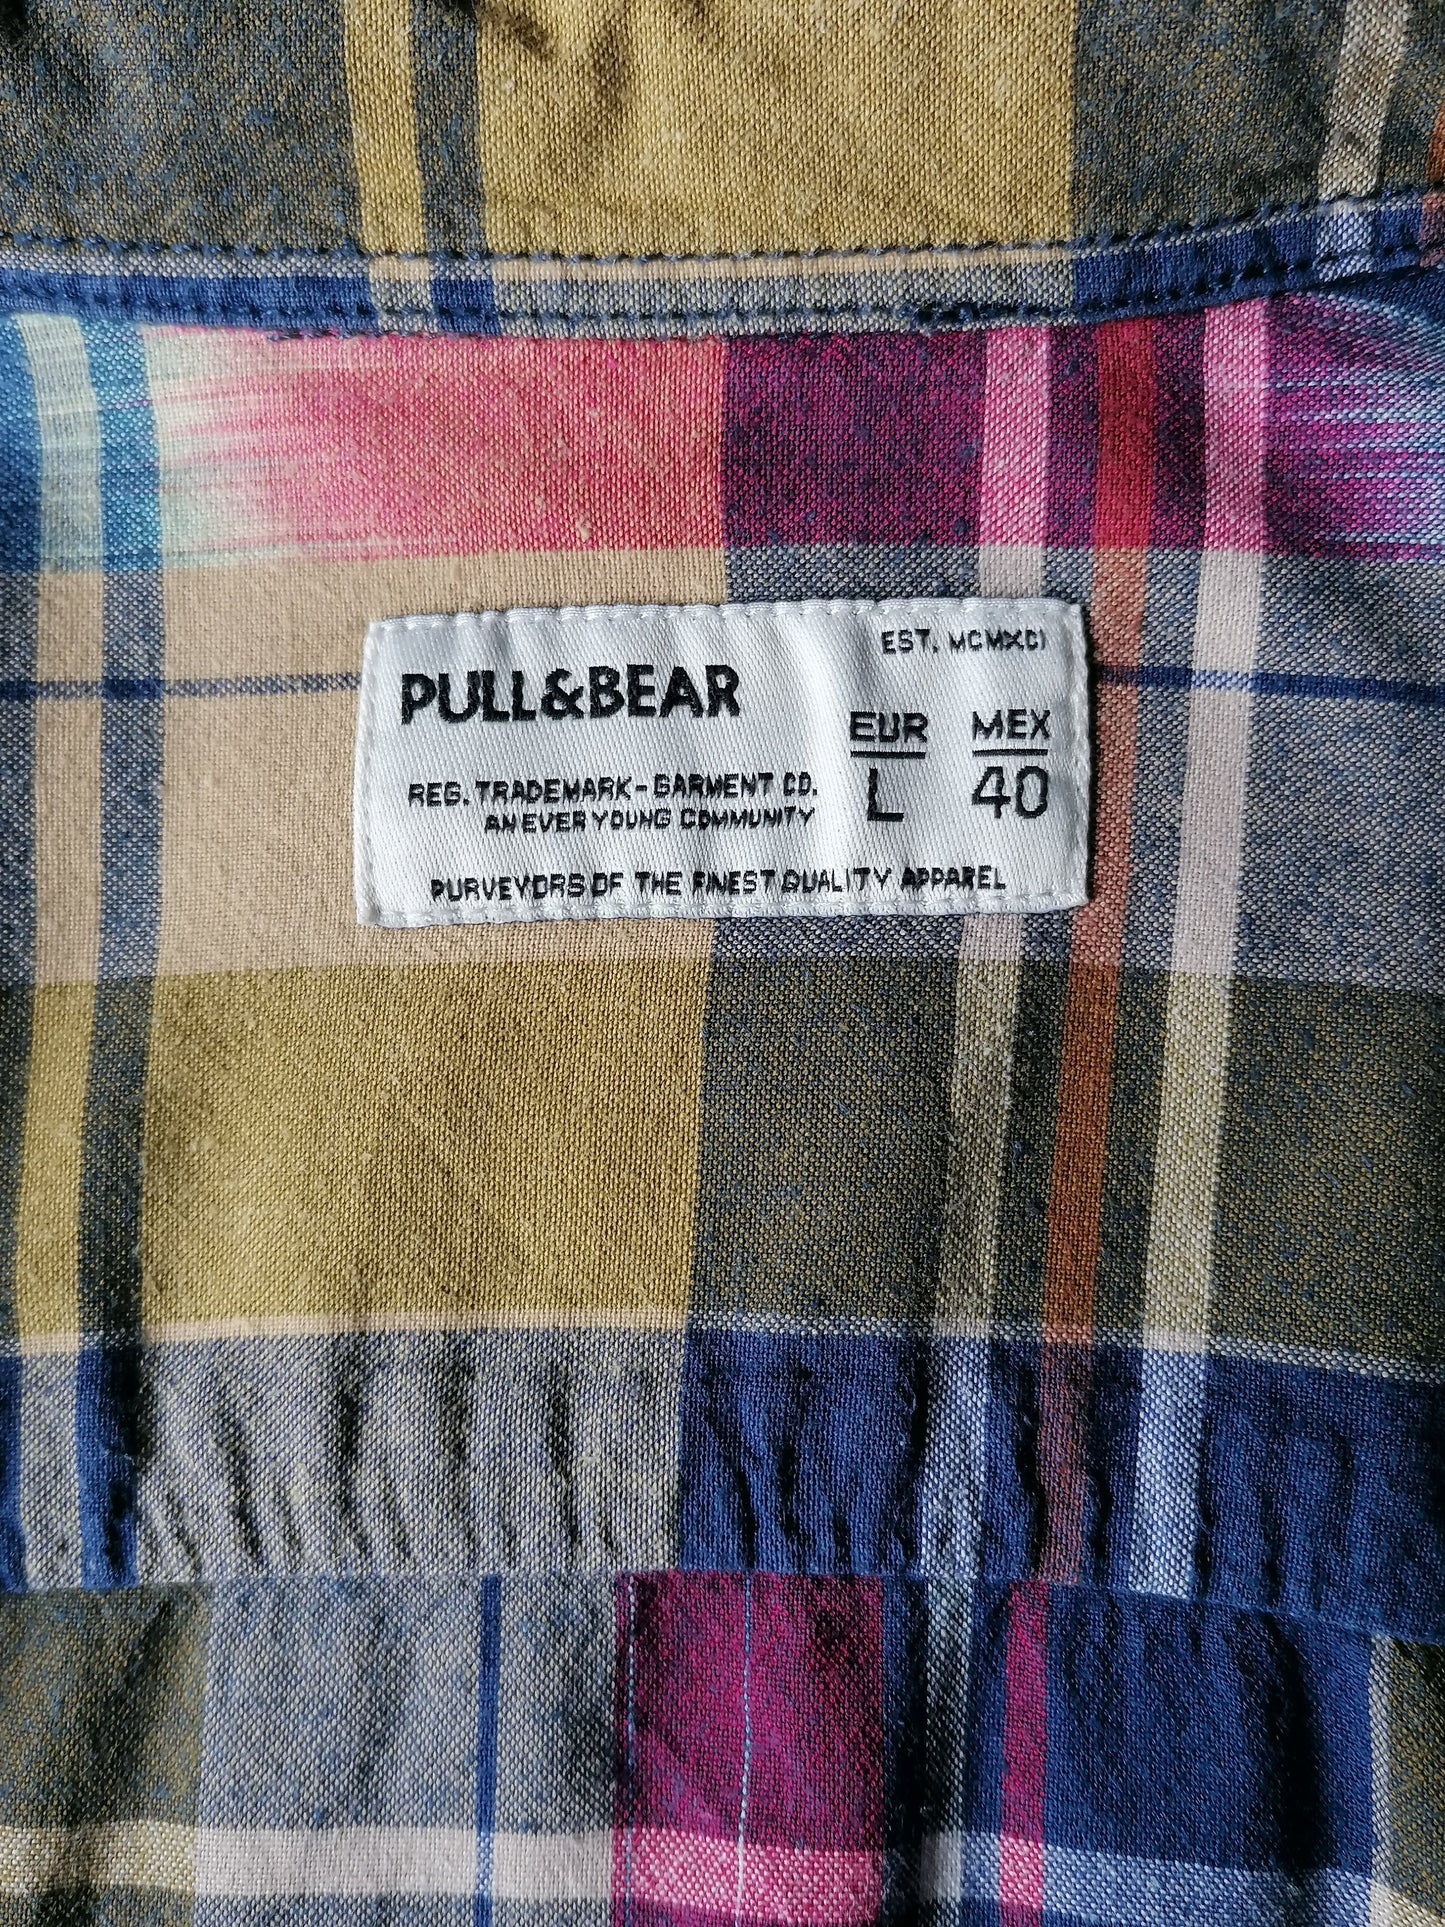 EST. MCMXCI
PULL&BEAR
EUR MEX
L 40
REG. TRADEMARK-GARMENT CO.
AN EVER YOUNG COMMUNITY
PURVEYORS OF THE FINEST QUALITY APPAREL